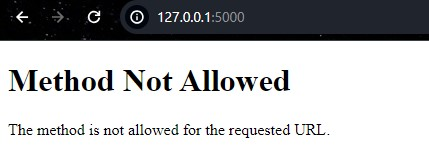 127.0.0.1:5000
Method Not Allowed
The method is not allowed for the requested URL.